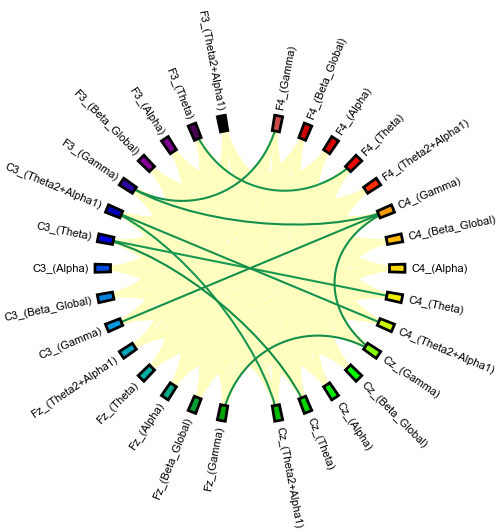 F3_(Theta2+Alpha1)
F4_(Gamma)
F4_(Beta_Global)
F4_(Alpha)
F4_(Theta)
F4_(Theta2+Alpha1)
C4_(Gamma)
C4_(Beta_Global)
C4_(Alpha)
C4_(Theta)
C4_(Theta2+Alpha1)
Cz_(Gamma)
Cz_(Beta_Global)
Cz_(Alpha)
Cz_(Theta)
Cz_(Theta2+Alpha1)
Fz_(Gamma)
Fz_(Beta_Global)
Fz_(Alpha)
Fz_(Theta)
Fz_(Theta2+Alpha1)
C3_(Gamma)
C3_(Beta_Global)
C3_(Alpha)
C3_(Theta)
C3_(Theta2+Alpha1)
F3_(Gamma)
F3_(Beta_Global)
F3_(Alpha)
F3_(Theta)